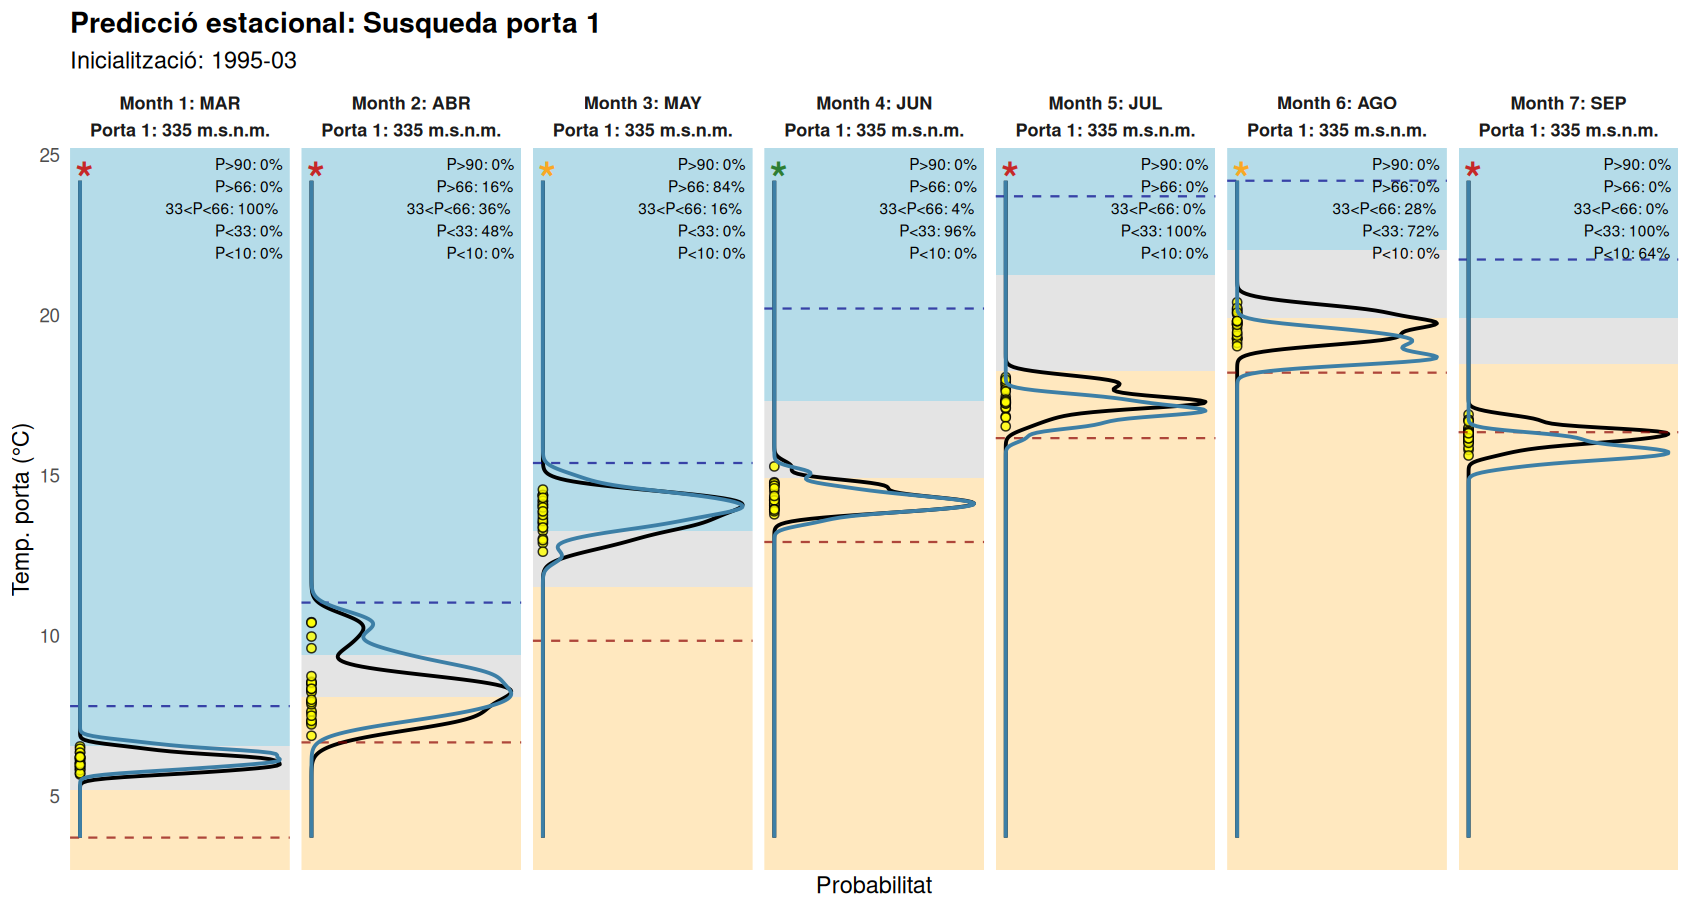 Predicció estacional: Susqueda porta 1
Inicialització: 1995-03
Month 1: MAR
Porta 1: 335 m.s.n.m.
Month 2: ABR
Porta 1: 335 m.s.n.m.
Month 3: MAY
Porta 1: 335 m.s.n.m.
Month 4: JUN
Porta 1: 335 m.s.n.m.
Month 5: JUL
Porta 1: 335 m.s.n.m.
Month 6: AGO
Porta 1: 335 m.s.n.m.
Month 7: SEP
Porta 1: 335 m.s.n.m.
Temp. porta (°C)
25
20
15
10
5
*
P>90: 0%
P>66: 0%
33<P<66: 100%
P<33: 0%
P<10: 0%
*
P>90: 0%
P>66: 16%
33<P<66: 36%
P<33: 48%
P<10: 0%
*
P>90: 0%
P>66: 84%
33<P<66: 16%
P<33: 0%
P<10: 0%
*
P>90: 0%
P>66: 0%
33<P<66: 4%
P<33: 96%
P<10: 0%
*
P>90: 0%
P>66: 0%
33<P<66: 0%
P<33: 100%
P<10: 0%
*
P>90: 0%
P>66: 0%
33<P<66: 28%
P<33: 72%
P<10: 0%
*
P>90: 0%
P>66: 0%
33<P<66: 0%
P<33: 100%
P<10: 64%
Probabilitat